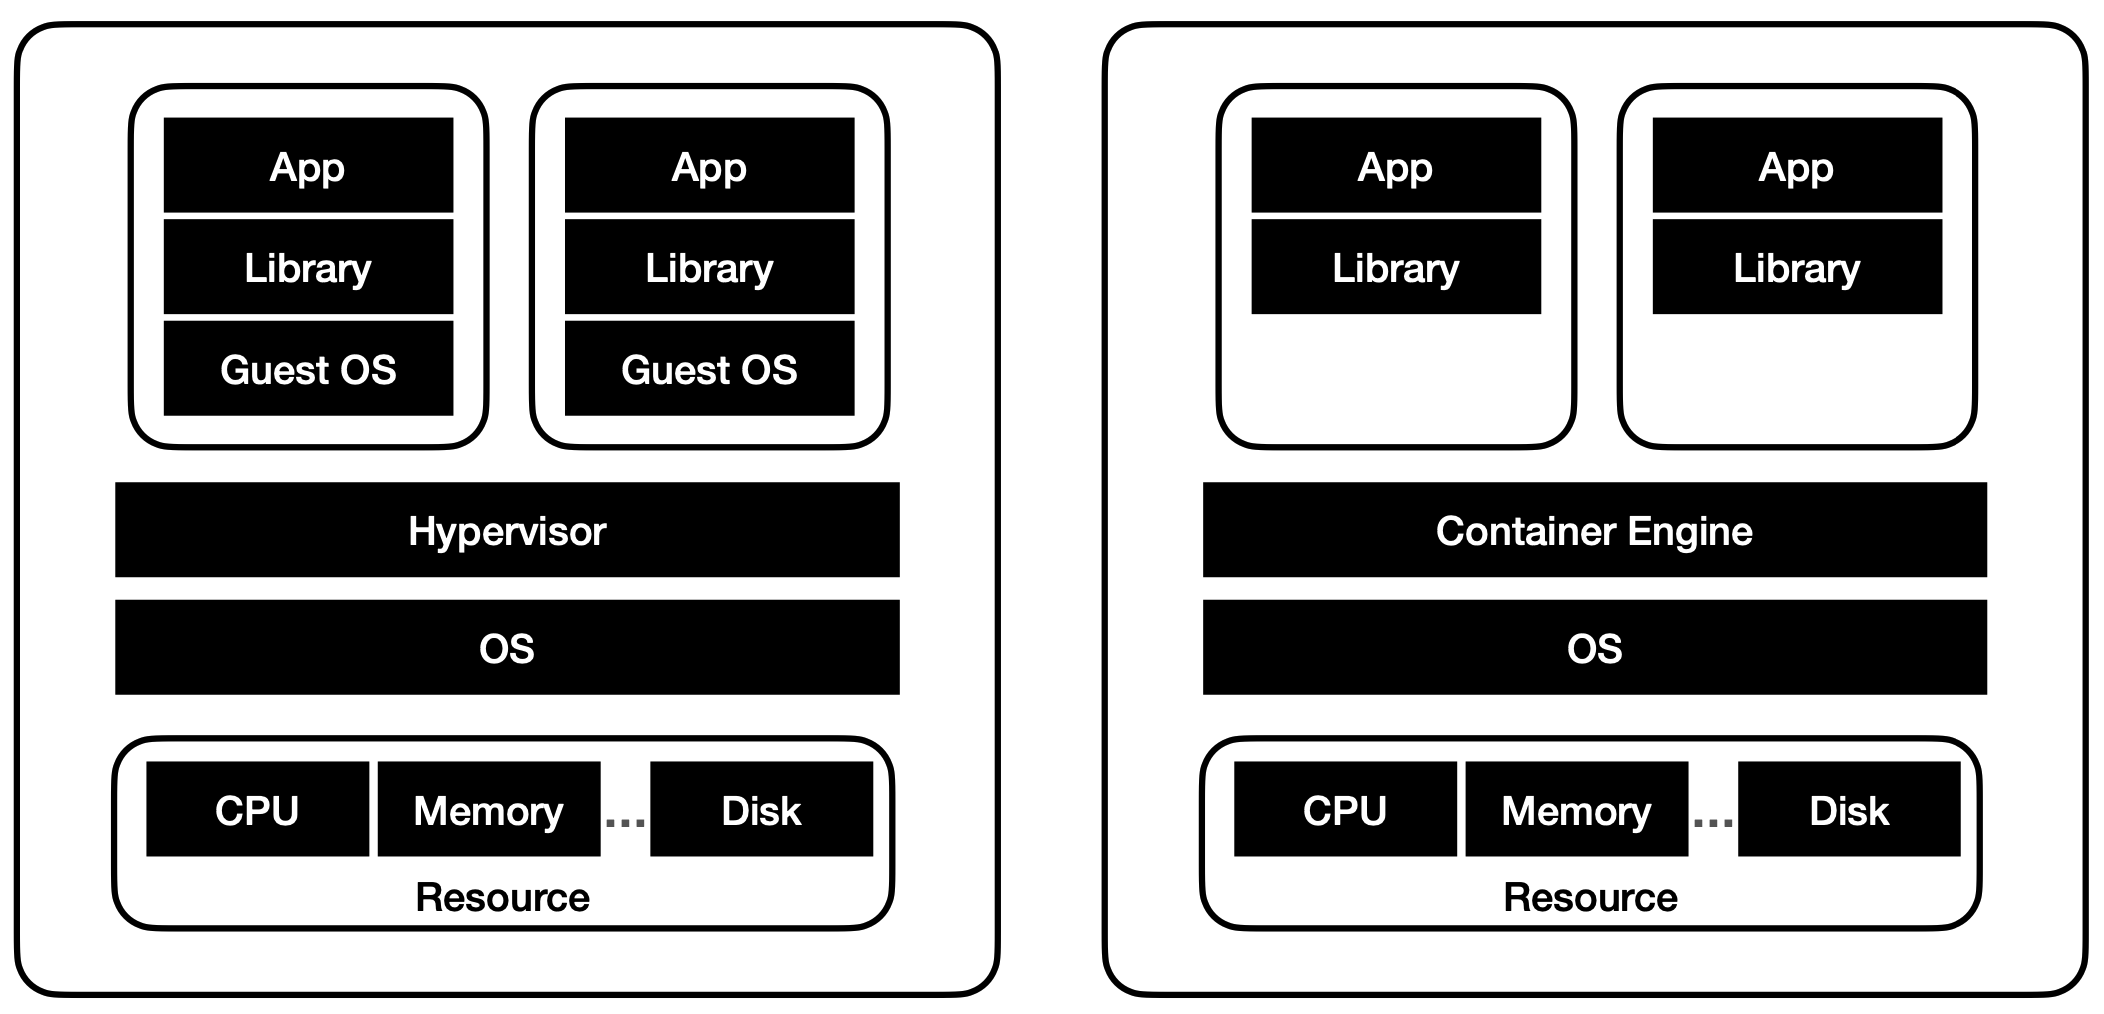 App
Library
Guest OS
App
Library
Guest OS
Hypervisor
OS
CPU
Memory
...
Disk
Resource
App
Library
App
Library
Container Engine
OS
CPU
Memory
...
Disk
Resource